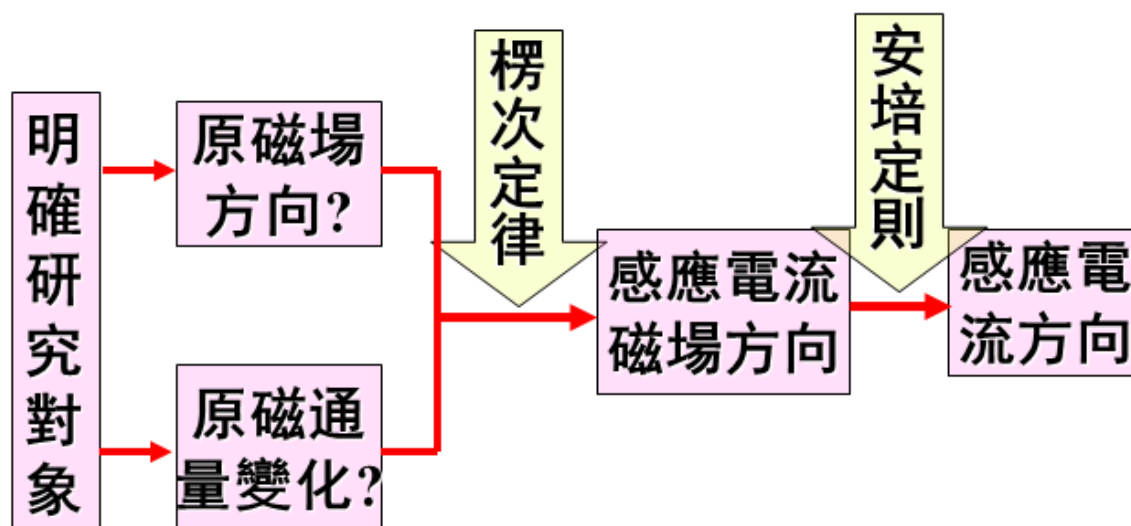 明確研究對象
原磁場
方向?
原磁通
量變化?
楞次定律
感應電流
磁場方向
安培定則
感應電
流方向